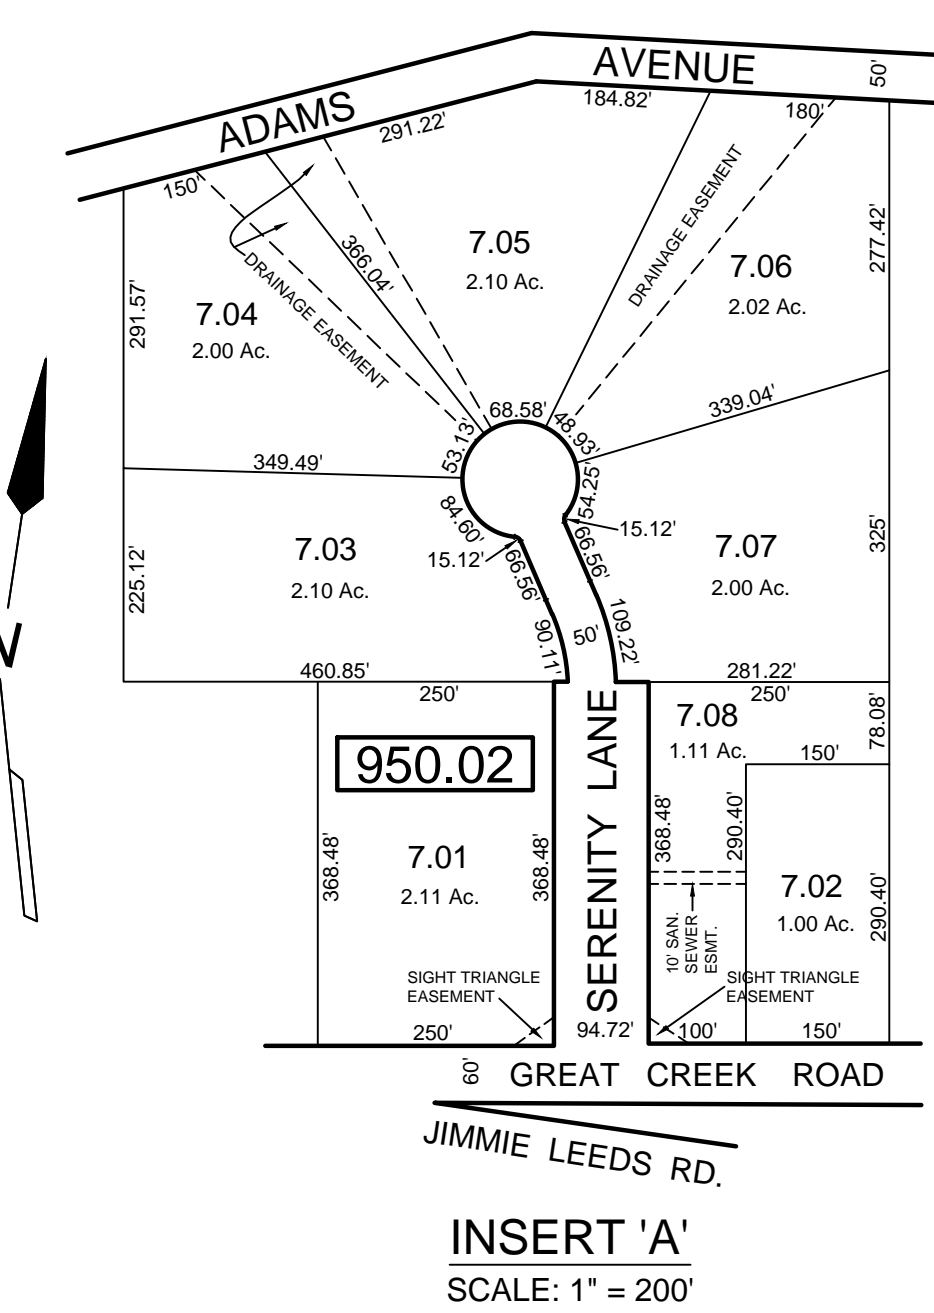 ADAMS AVENUE
50'
184.82'
180'
291.22'
150'
DRAINAGE EASEMENT
DRAINAGE EASEMENT
366.04'
277.42'
7.05
2.10 Ac.
7.06
2.02 Ac.
7.04
2.00 Ac.
291.57'
339.04'
68.58'
48.93'
53.13'
54.25'
349.49'
84.60'
15.12'
15.12'
66.56'
66.56'
325'
7.03
2.10 Ac.
7.07
2.00 Ac.
225.12'
90.11'
50'
109.22'
N
460.85'
281.22'
250'
250'
7.08
1.11 Ac.
78.08'
150'
950.02
SERENITY LANE
368.48'
7.01
2.11 Ac.
368.48'
368.48'
290.40'
7.02
1.00 Ac.
290.40'
10' SAN.
SEWER
ESMT.
SIGHT TRIANGLE
EASEMENT
SIGHT TRIANGLE
EASEMENT
250'
94.72'
100'
150'
60'
GREAT CREEK ROAD
JIMMIE LEEDS RD.
INSERT 'A'
SCALE: 1" = 200'